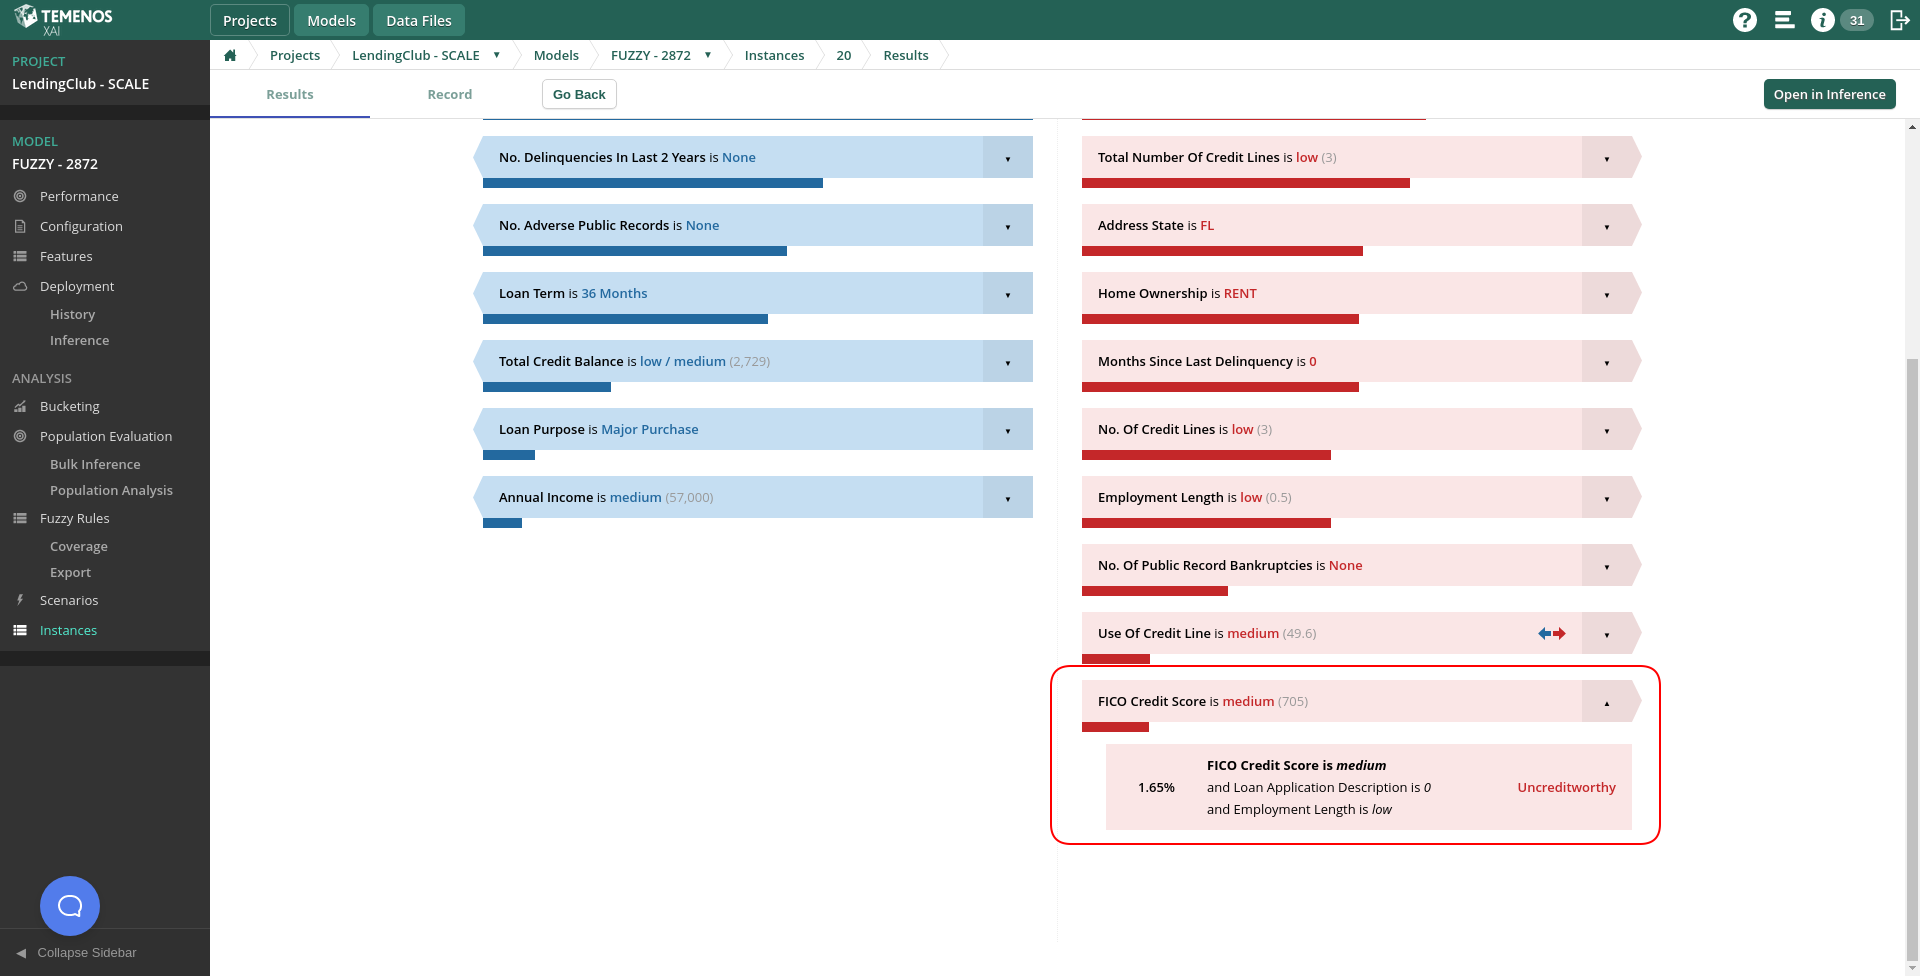 TEMENOS
XAI
Projects
Models
Data Files
31
PROJECT
LendingClub - SCALE
MODEL
FUZZY - 2872
Performance
Configuration
Features
Deployment
History
Inference
ANALYSIS
Bucketing
Population Evaluation
Bulk Inference
Population Analysis
Fuzzy Rules
Coverage
Export
Scenarios
Instances
Collapse Sidebar
Projects
LendingClub - SCALE
Models
FUZZY - 2872
Instances
20
Results
Results
Record
Go Back
Open in Inference
No. Delinquencies In Last 2 Years is None
No. Adverse Public Records is None
Loan Term is 36 Months
Total Credit Balance is low / medium (2,729)
Loan Purpose is Major Purchase
Annual Income is medium (57,000)
Total Number Of Credit Lines is low (3)
Address State is FL
Home Ownership is RENT
Months Since Last Delinquency is 0
No. Of Credit Lines is low (3)
Employment Length is low (0.5)
No. Of Public Record Bankruptcies is None
Use Of Credit Line is medium (49.6)
FICO Credit Score is medium (705)
1.65%
FICO Credit Score is medium
and Loan Application Description is 0
and Employment Length is low
Uncreditworthy